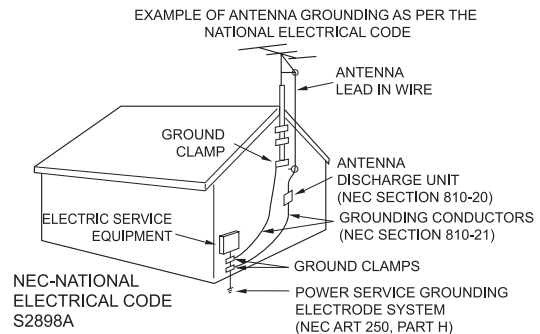 EXAMPLE OF ANTENNA GROUNDING AS PER THE
NATIONAL ELECTRICAL CODE
ANTENNA
LEAD IN WIRE
GROUND
CLAMP
ANTENNA
DISCHARGE UNIT
(NEC SECTION 810-20)
ELECTRIC SERVICE
EQUIPMENT
GROUNDING CONDUCTORS
(NEC SECTION 810-21)
GROUND CLAMPS
NEC-NATIONAL
ELECTRICAL CODE
S2898A
POWER SERVICE GROUNDING
ELECTRODE SYSTEM
(NEC ART 250, PART H)